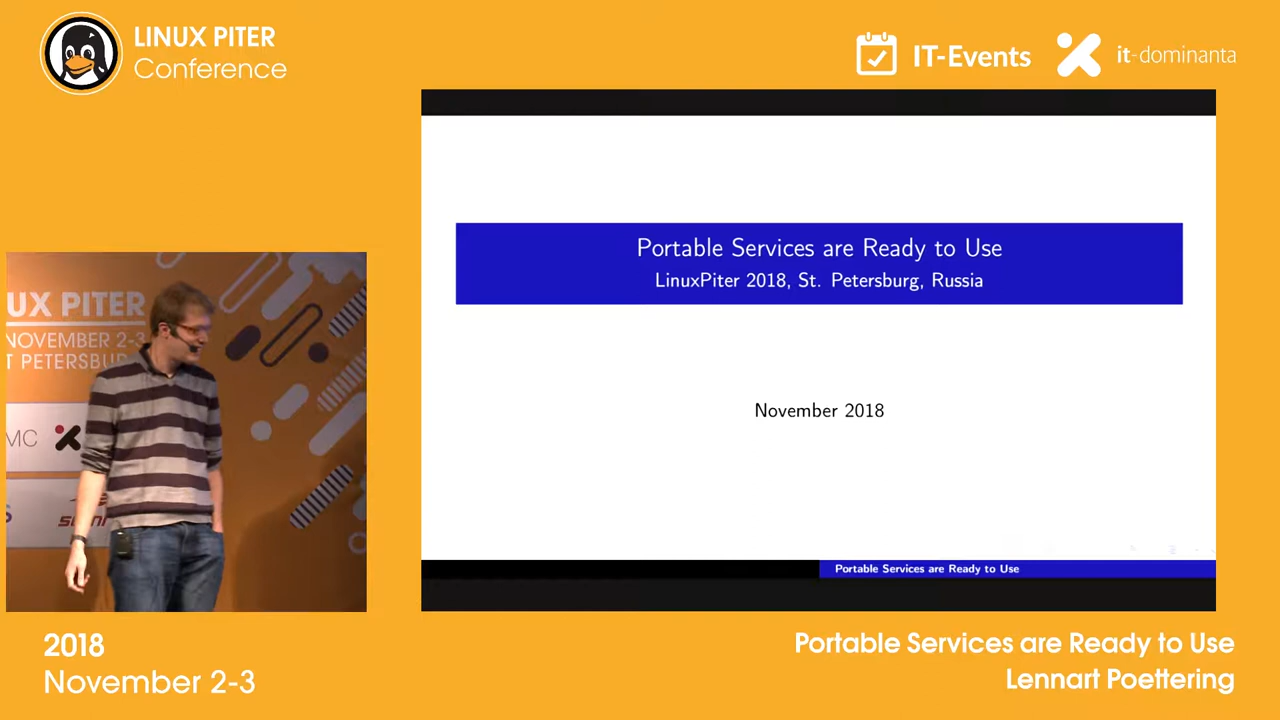 LINUX PITER
Conference
IT-Events
it-dominanta
Portable Services are Ready to Use
LinuxPiter 2018, St. Petersburg, Russia
November 2018
Portable Services are Ready to Use
UX PITER
NOVEMBER 2-3
T PETERSBUR
MC
S
2018
November 2-3
Portable Services are Ready to Use
Lennart Poettering